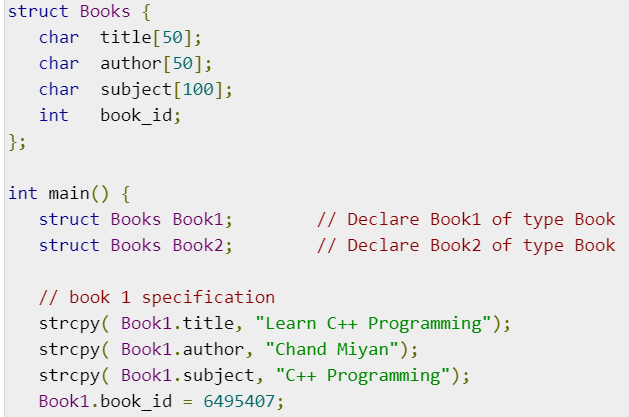 struct Books {
   char  title[50];
   char  author[50];
   char  subject[100];
   int   book_id;
};

int main() {
   struct Books Book1;        // Declare Book1 of type Book
   struct Books Book2;        // Declare Book2 of type Book

   // book 1 specification
   strcpy( Book1.title, "Learn C++ Programming");
   strcpy( Book1.author, "Chand Miyan");
   strcpy( Book1.subject, "C++ Programming");
   Book1.book_id = 6495407;